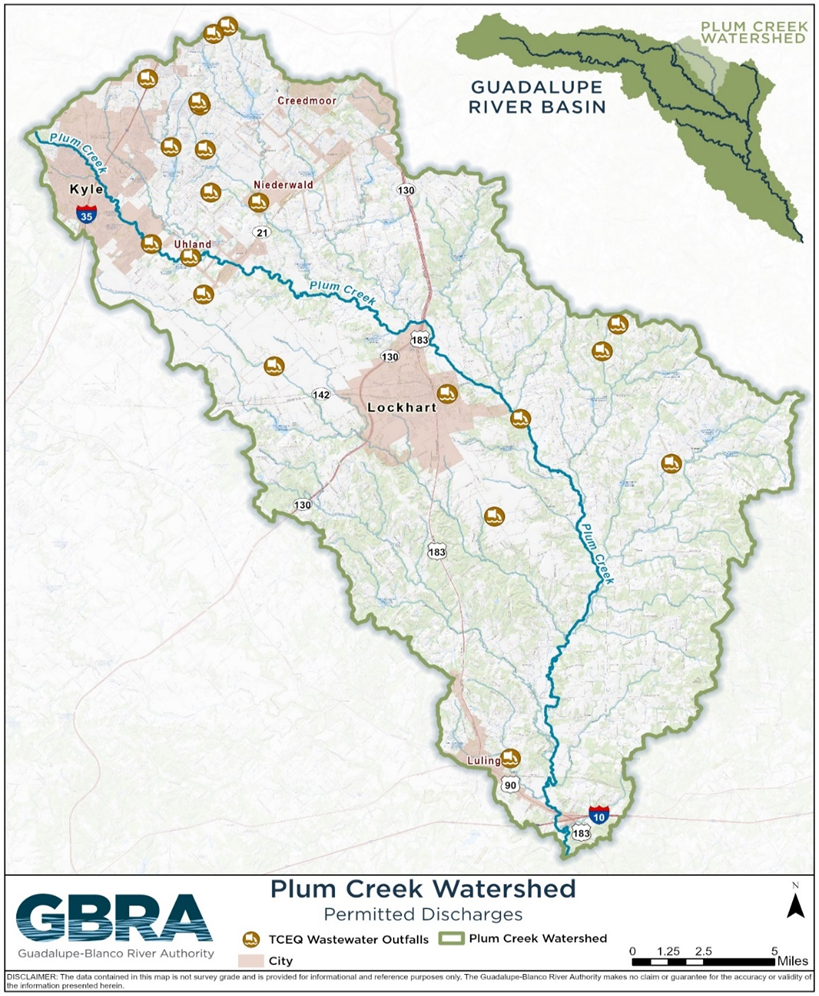 PLUM CREEK
WATERSHED
GUADALUPE
RIVER BASIN
Creedmoor
Plum Creek
Kyle
35
Niederwald
130
21
Uhland
Plum Creek
183
130
142
Lockhart
130
183
Plum Creek
Luling
90
10
183
GBRA
Guadalupe-Blanco River Authority
Plum Creek Watershed
Permitted Discharges
TCEQ Wastewater Outfalls
Plum Creek Watershed
City
N
0 1.25 2.5 5
Miles
DISCLAIMER: The data contained in this map is not survey grade and is provided for informational and reference purposes only. The Guadalupe-Blanco River Authority makes no claim or guarantee for the accuracy or validity of
the information presented herein.